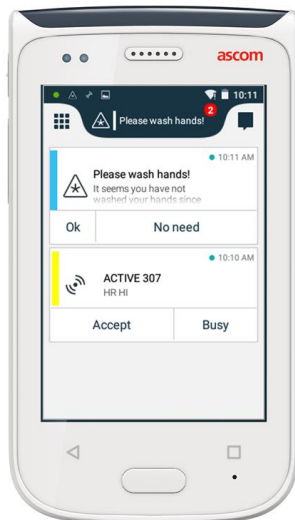 ascom
10:11
Please wash hands!
2
10:11 AM
Please wash hands!
It seems you have not
washed your hands since
Ok
No need
10:10 AM
ACTIVE 307
HR HI
Accept
Busy